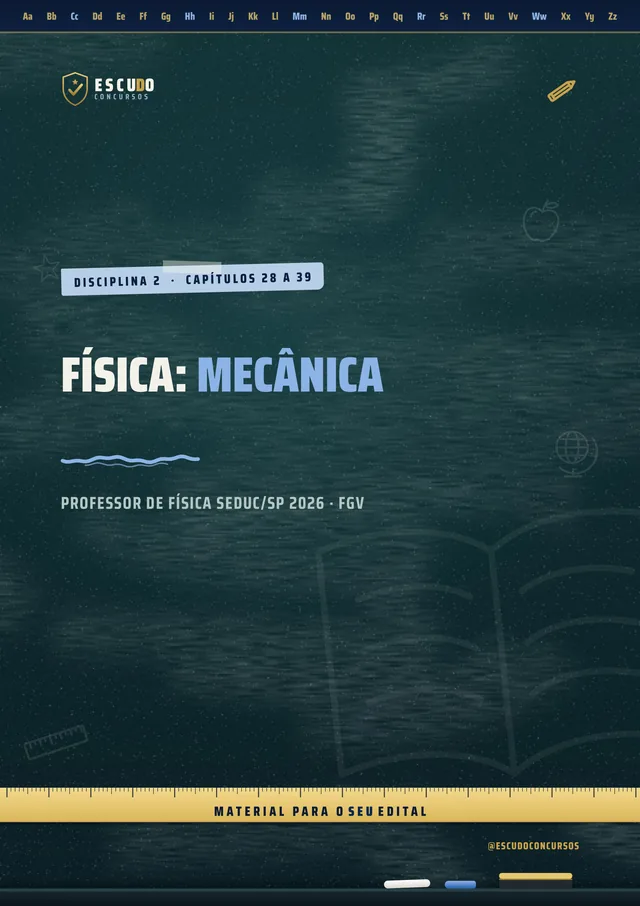 Aa Bb Cc Dd Ee Ff Gg Hh Ii Jj Kk Ll Mm Nn Oo Pp Qq Rr Ss Tt Uu Vv Ww Xx Yy Zz
ESCUDO
CONCURSOS
DISCIPLINA 2 · CAPÍTULOS 28 A 39
FÍSICA: MECÂNICA
PROFESSOR DE FÍSICA SEDUC/SP 2026 · FGV
MATERIAL PARA O SEU EDITAL
@ESCUDOCONCURSOS